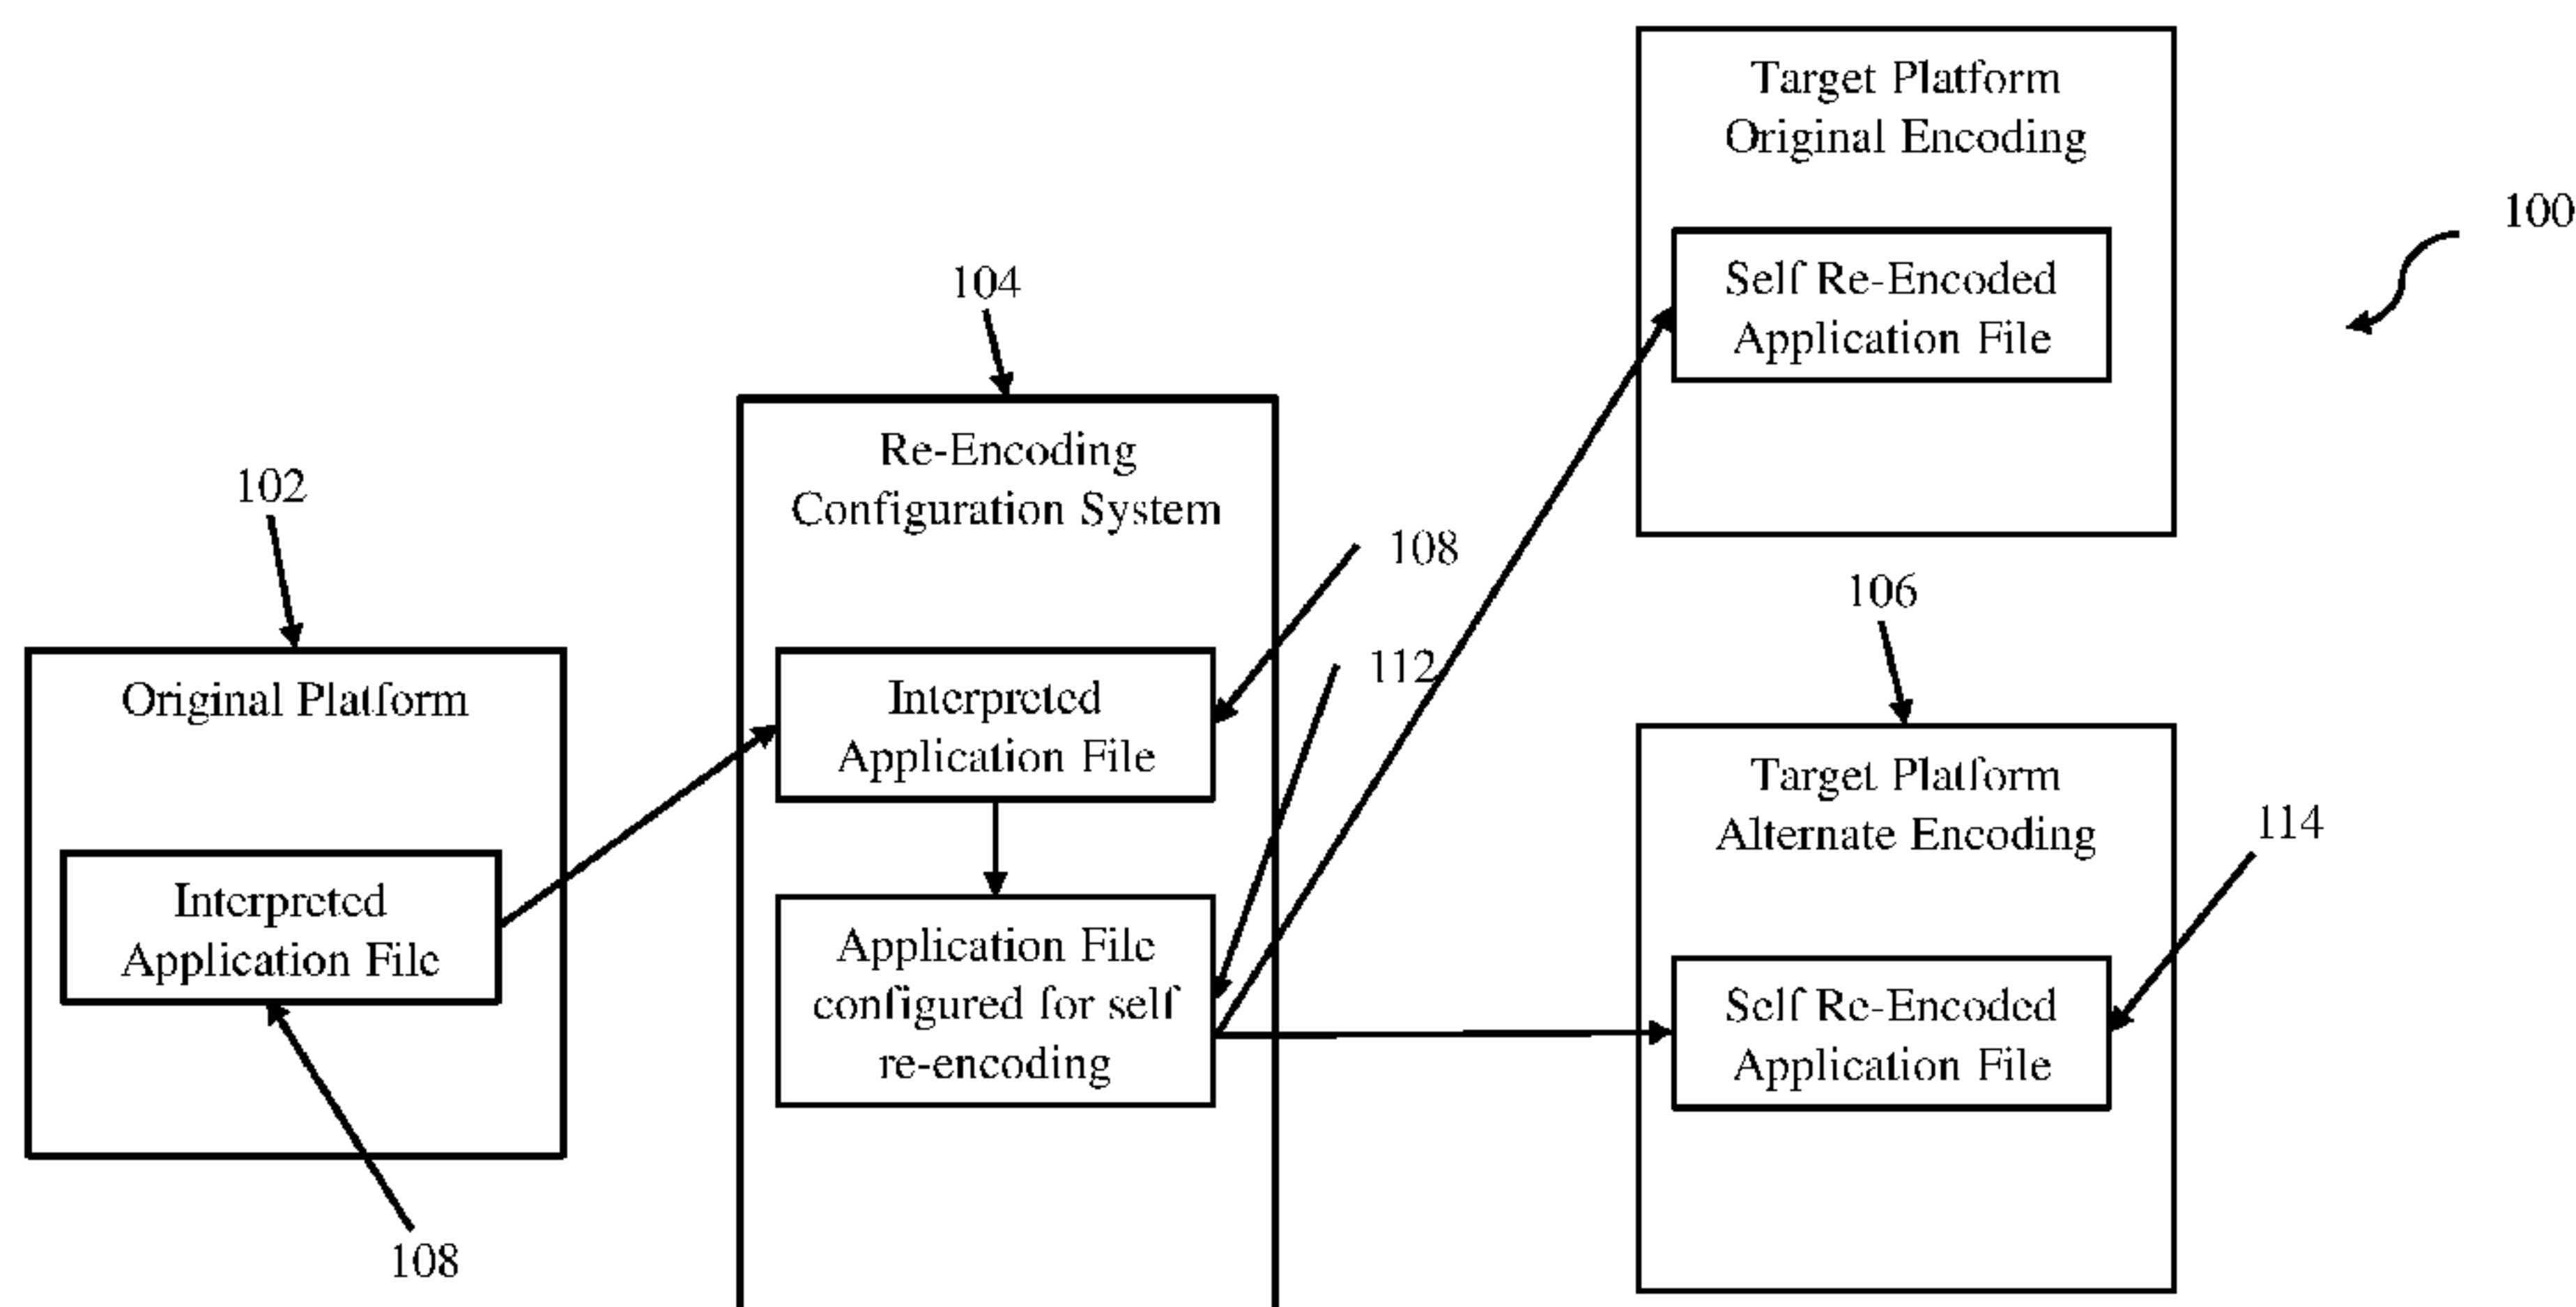 Target Platform
Original Encoding
Self Re-Encoded
Application File
100
104
Re-Encoding
Configuration System
102
108
106
Interpreted
Application File
112
Original Platform
Target Platform
Alternate Encoding
114
Interpreted
Application File
Application File
configured for self
re-encoding
Self Re-Encoded
Application File
108